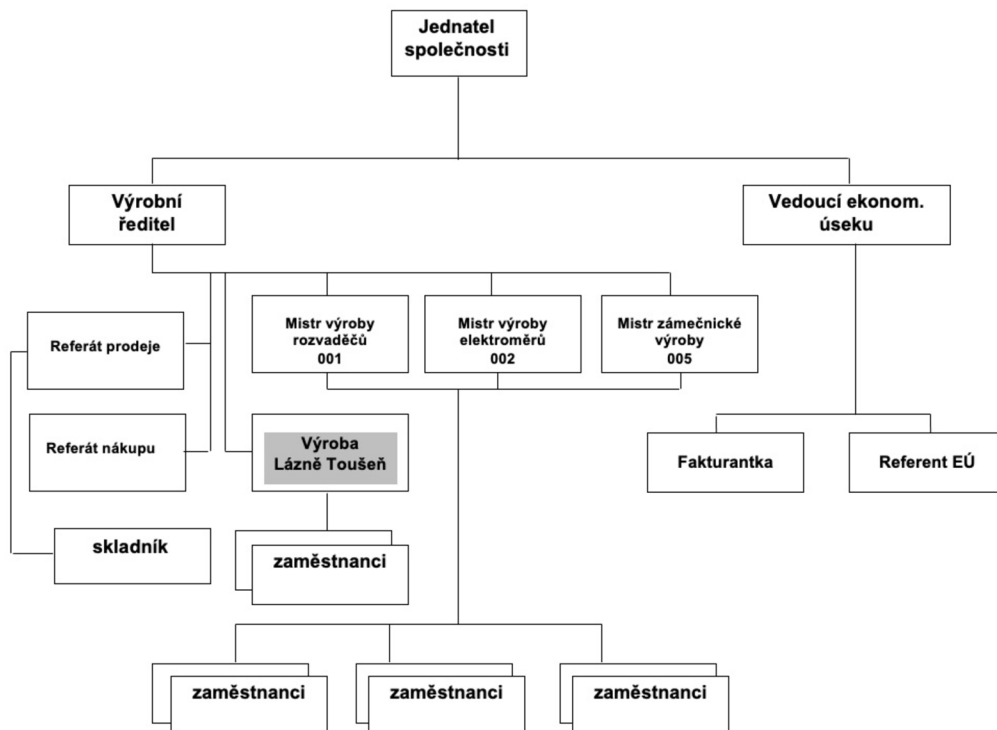 Jednatel
společnosti
Výrobní
ředitel
Vedoucí ekonom.
úseku
Mistr výroby
rozvaděčů
001
Mistr výroby
elektroměrů
002
Mistr zámečnické
výroby
005
Referát prodeje
Referát nákupu
Výroba
Lázně Toušeň
Fakturantka
Referent EÚ
skladník
zaměstnanci
zaměstnanci
zaměstnanci
zaměstnanci